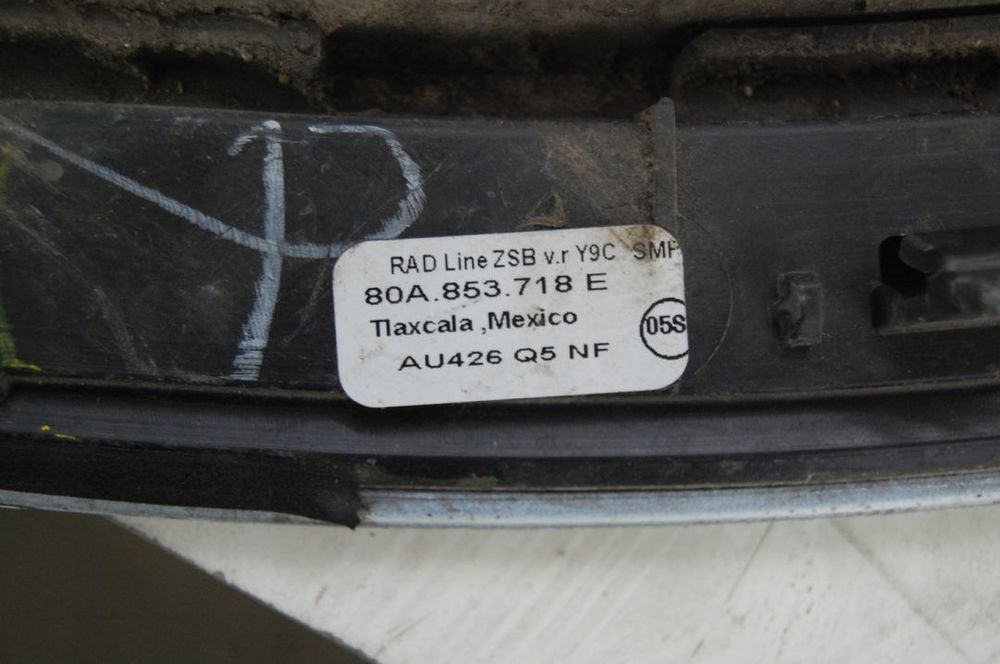 P
RAD Line ZSB v.r Y9C SMP
80A.853.718 E
Tlaxcala ,Mexico
05S
AU426 Q5 NF